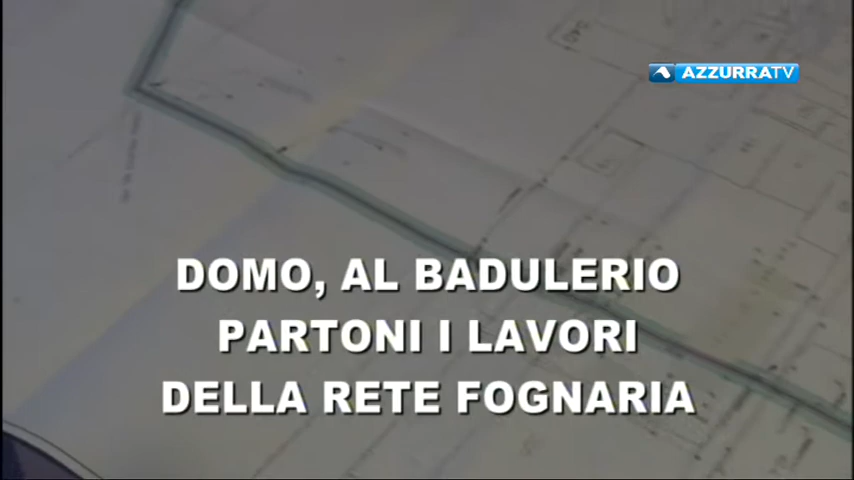 AZZURRATV
DOMO, AL BADULERIO
PARTONI I LAVORI
DELLA RETE FOGNARIA